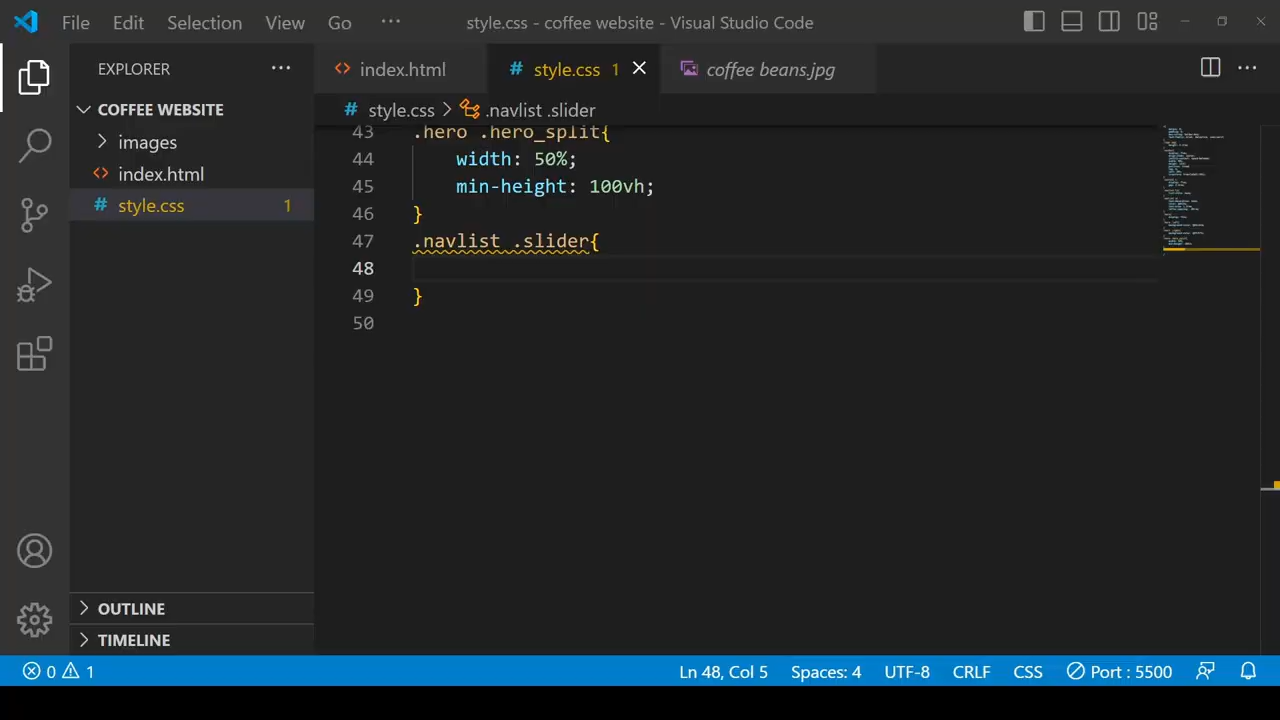 File Edit Selection View Go ··· style.css - coffee website - Visual Studio Code
EXPLORER ···
index.html style.css 1 coffee beans.jpg ···
COFFEE WEBSITE
style.css > .navlist .slider
images
index.html
style.css 1
43 .hero .hero_split{
44 width: 50%;
45 min-height: 100vh;
46 }
47 .navlist .slider{
48
49 }
50
OUTLINE
TIMELINE
0 1 Ln 48, Col 5 Spaces: 4 UTF-8 CRLF CSS Port : 5500